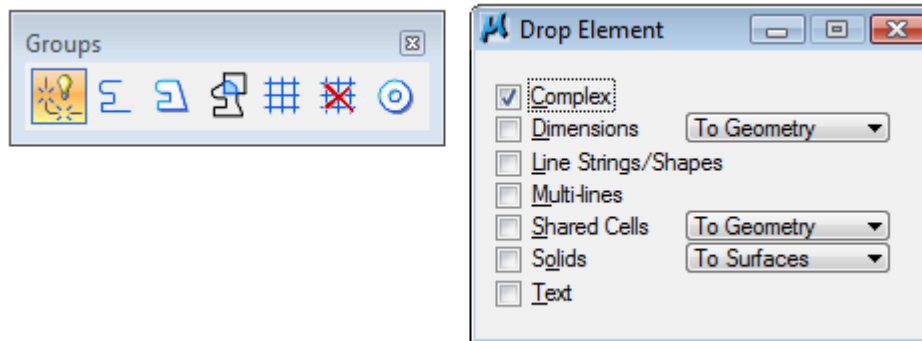 Groups
Drop Element
Complex
Dimensions To Geometry
Line Strings/Shapes
Multi-lines
Shared Cells To Geometry
Solids To Surfaces
Text